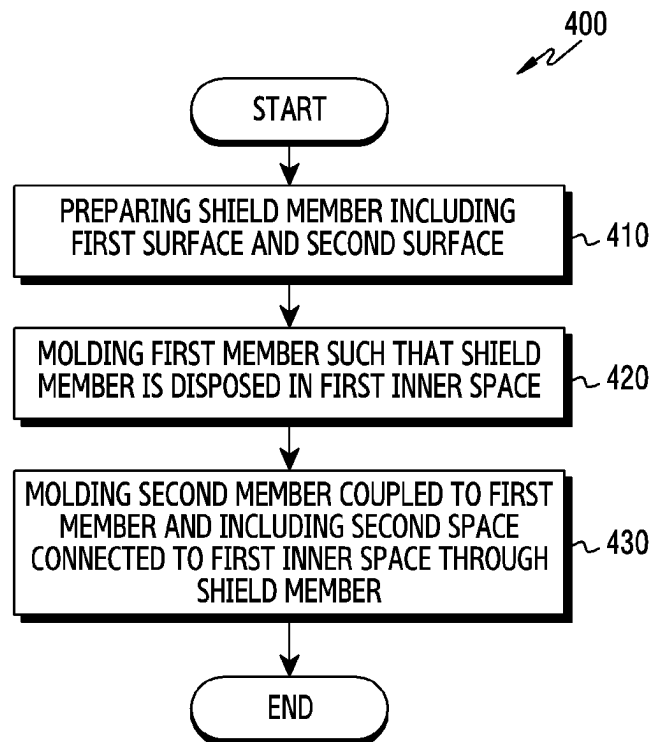 400
START
PREPARING SHIELD MEMBER INCLUDING
FIRST SURFACE AND SECOND SURFACE
410
MOLDING FIRST MEMBER SUCH THAT SHIELD
MEMBER IS DISPOSED IN FIRST INNER SPACE
420
MOLDING SECOND MEMBER COUPLED TO FIRST
MEMBER AND INCLUDING SECOND SPACE
CONNECTED TO FIRST INNER SPACE THROUGH
SHIELD MEMBER
430
END